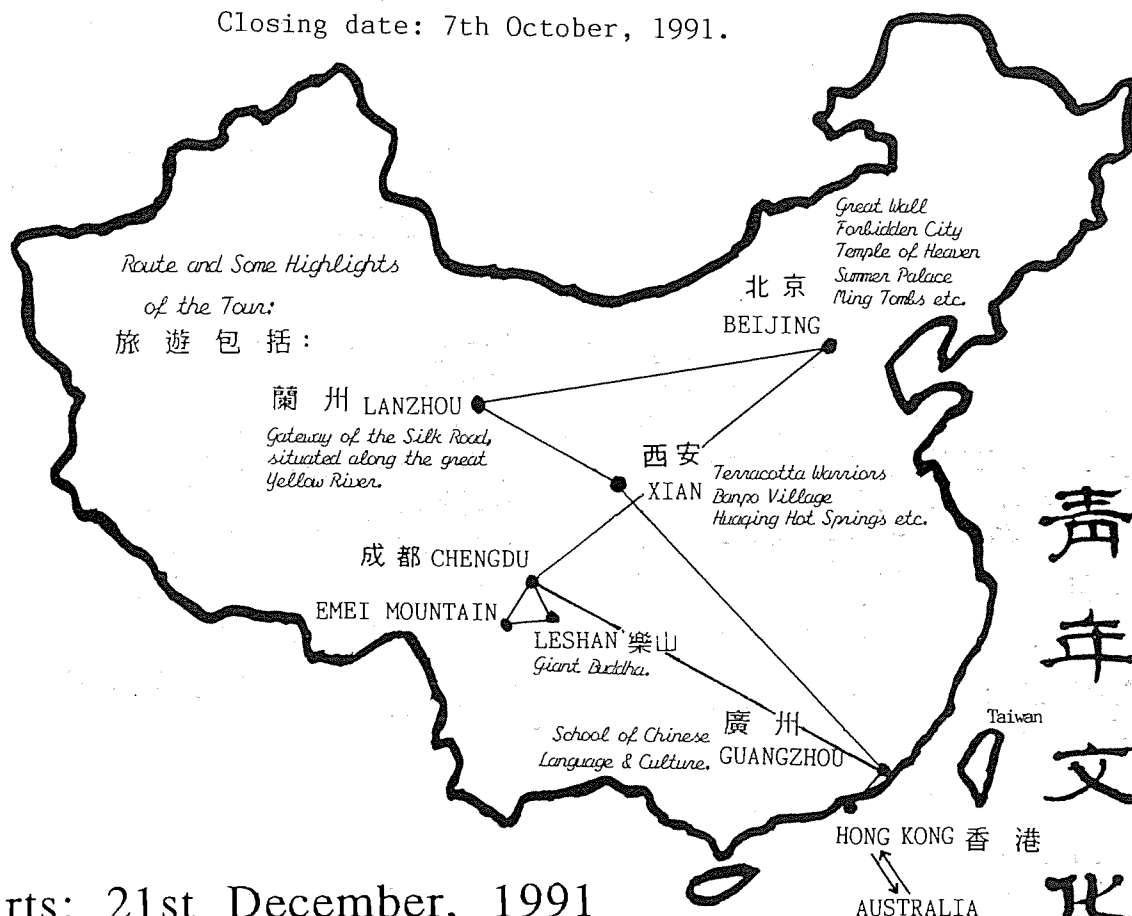 Closing date: 7th October, 1991.
Route and Some Highlights
of the Tour:
旅遊包括:
Great Wall
Forbidden City
Temple of Heaven
Summer Palace
Ming Tombs etc.
北京
BEIJING
蘭州 LANZHOU
Gateway of the Silk Road,
situated along the great
Yellow River.
西安
XIAN
Terracotta Warriors
Banpo Village
Huaqing Hot Springs etc.
成都 CHENGDU
EMEI MOUNTAIN
LESHAN 樂山
Giant Buddha.
School of Chinese
Language & Culture.
廣州
GUANGZHOU
Taiwan
HONG KONG 香港
AUSTRALIA
青年文化
rts: 21st December, 1991